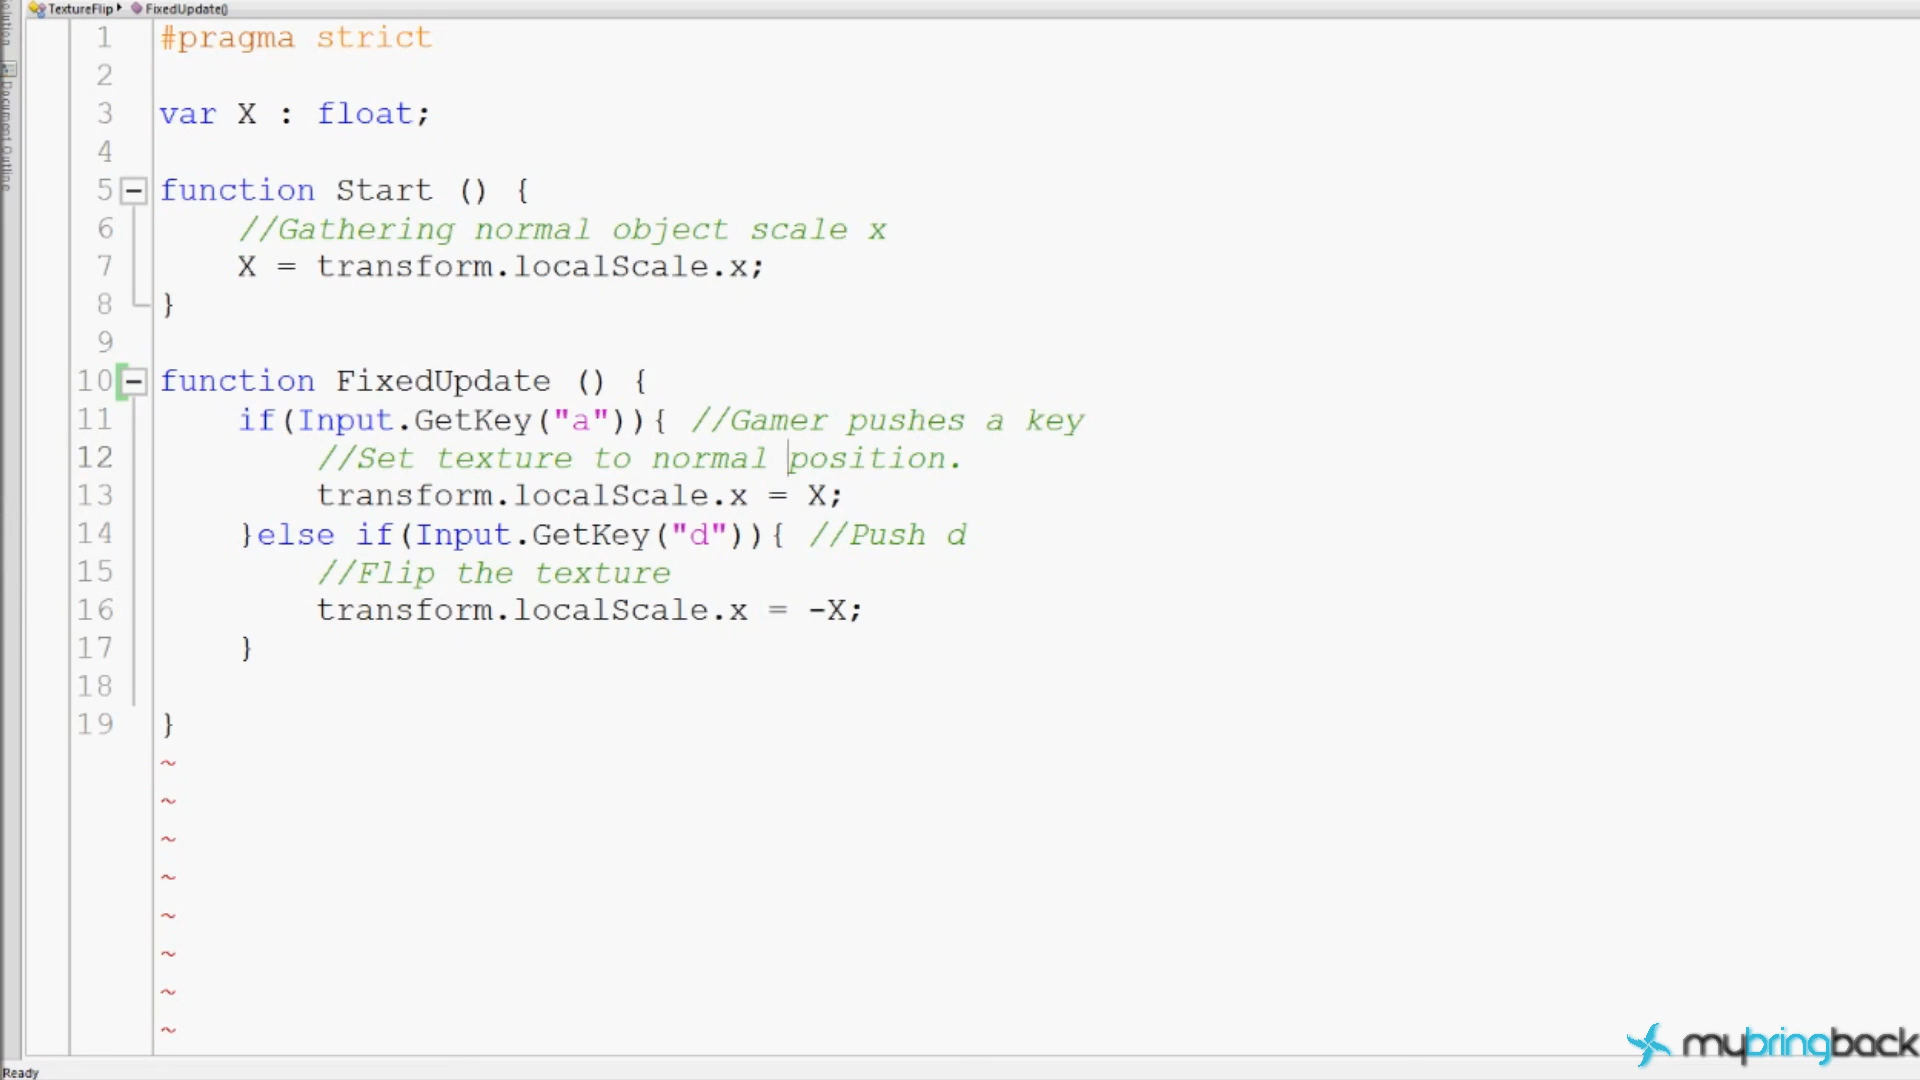 TextureFlip FixedUpdate()
1 #pragma strict
2
3 var X : float;
4
5 function Start () {
6 //Gathering normal object scale x
7 X = transform.localScale.x;
8 }
9
10 function FixedUpdate () {
11 if(Input.GetKey("a")){ //Gamer pushes a key
12 //Set texture to normal position.
13 transform.localScale.x = X;
14 }else if(Input.GetKey("d")){ //Push d
15 //Flip the texture
16 transform.localScale.x = -X;
17 }
18
19 }
~
~
~
~
~
~
~
~
Document Outline
mybringback
Ready